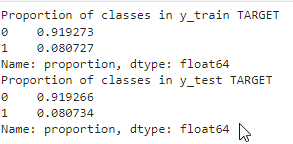 Proportion of classes in y_train TARGET
0    0.919273
1    0.080727
Name: proportion, dtype: float64
Proportion of classes in y_test TARGET
0    0.919266
1    0.080734
Name: proportion, dtype: float64